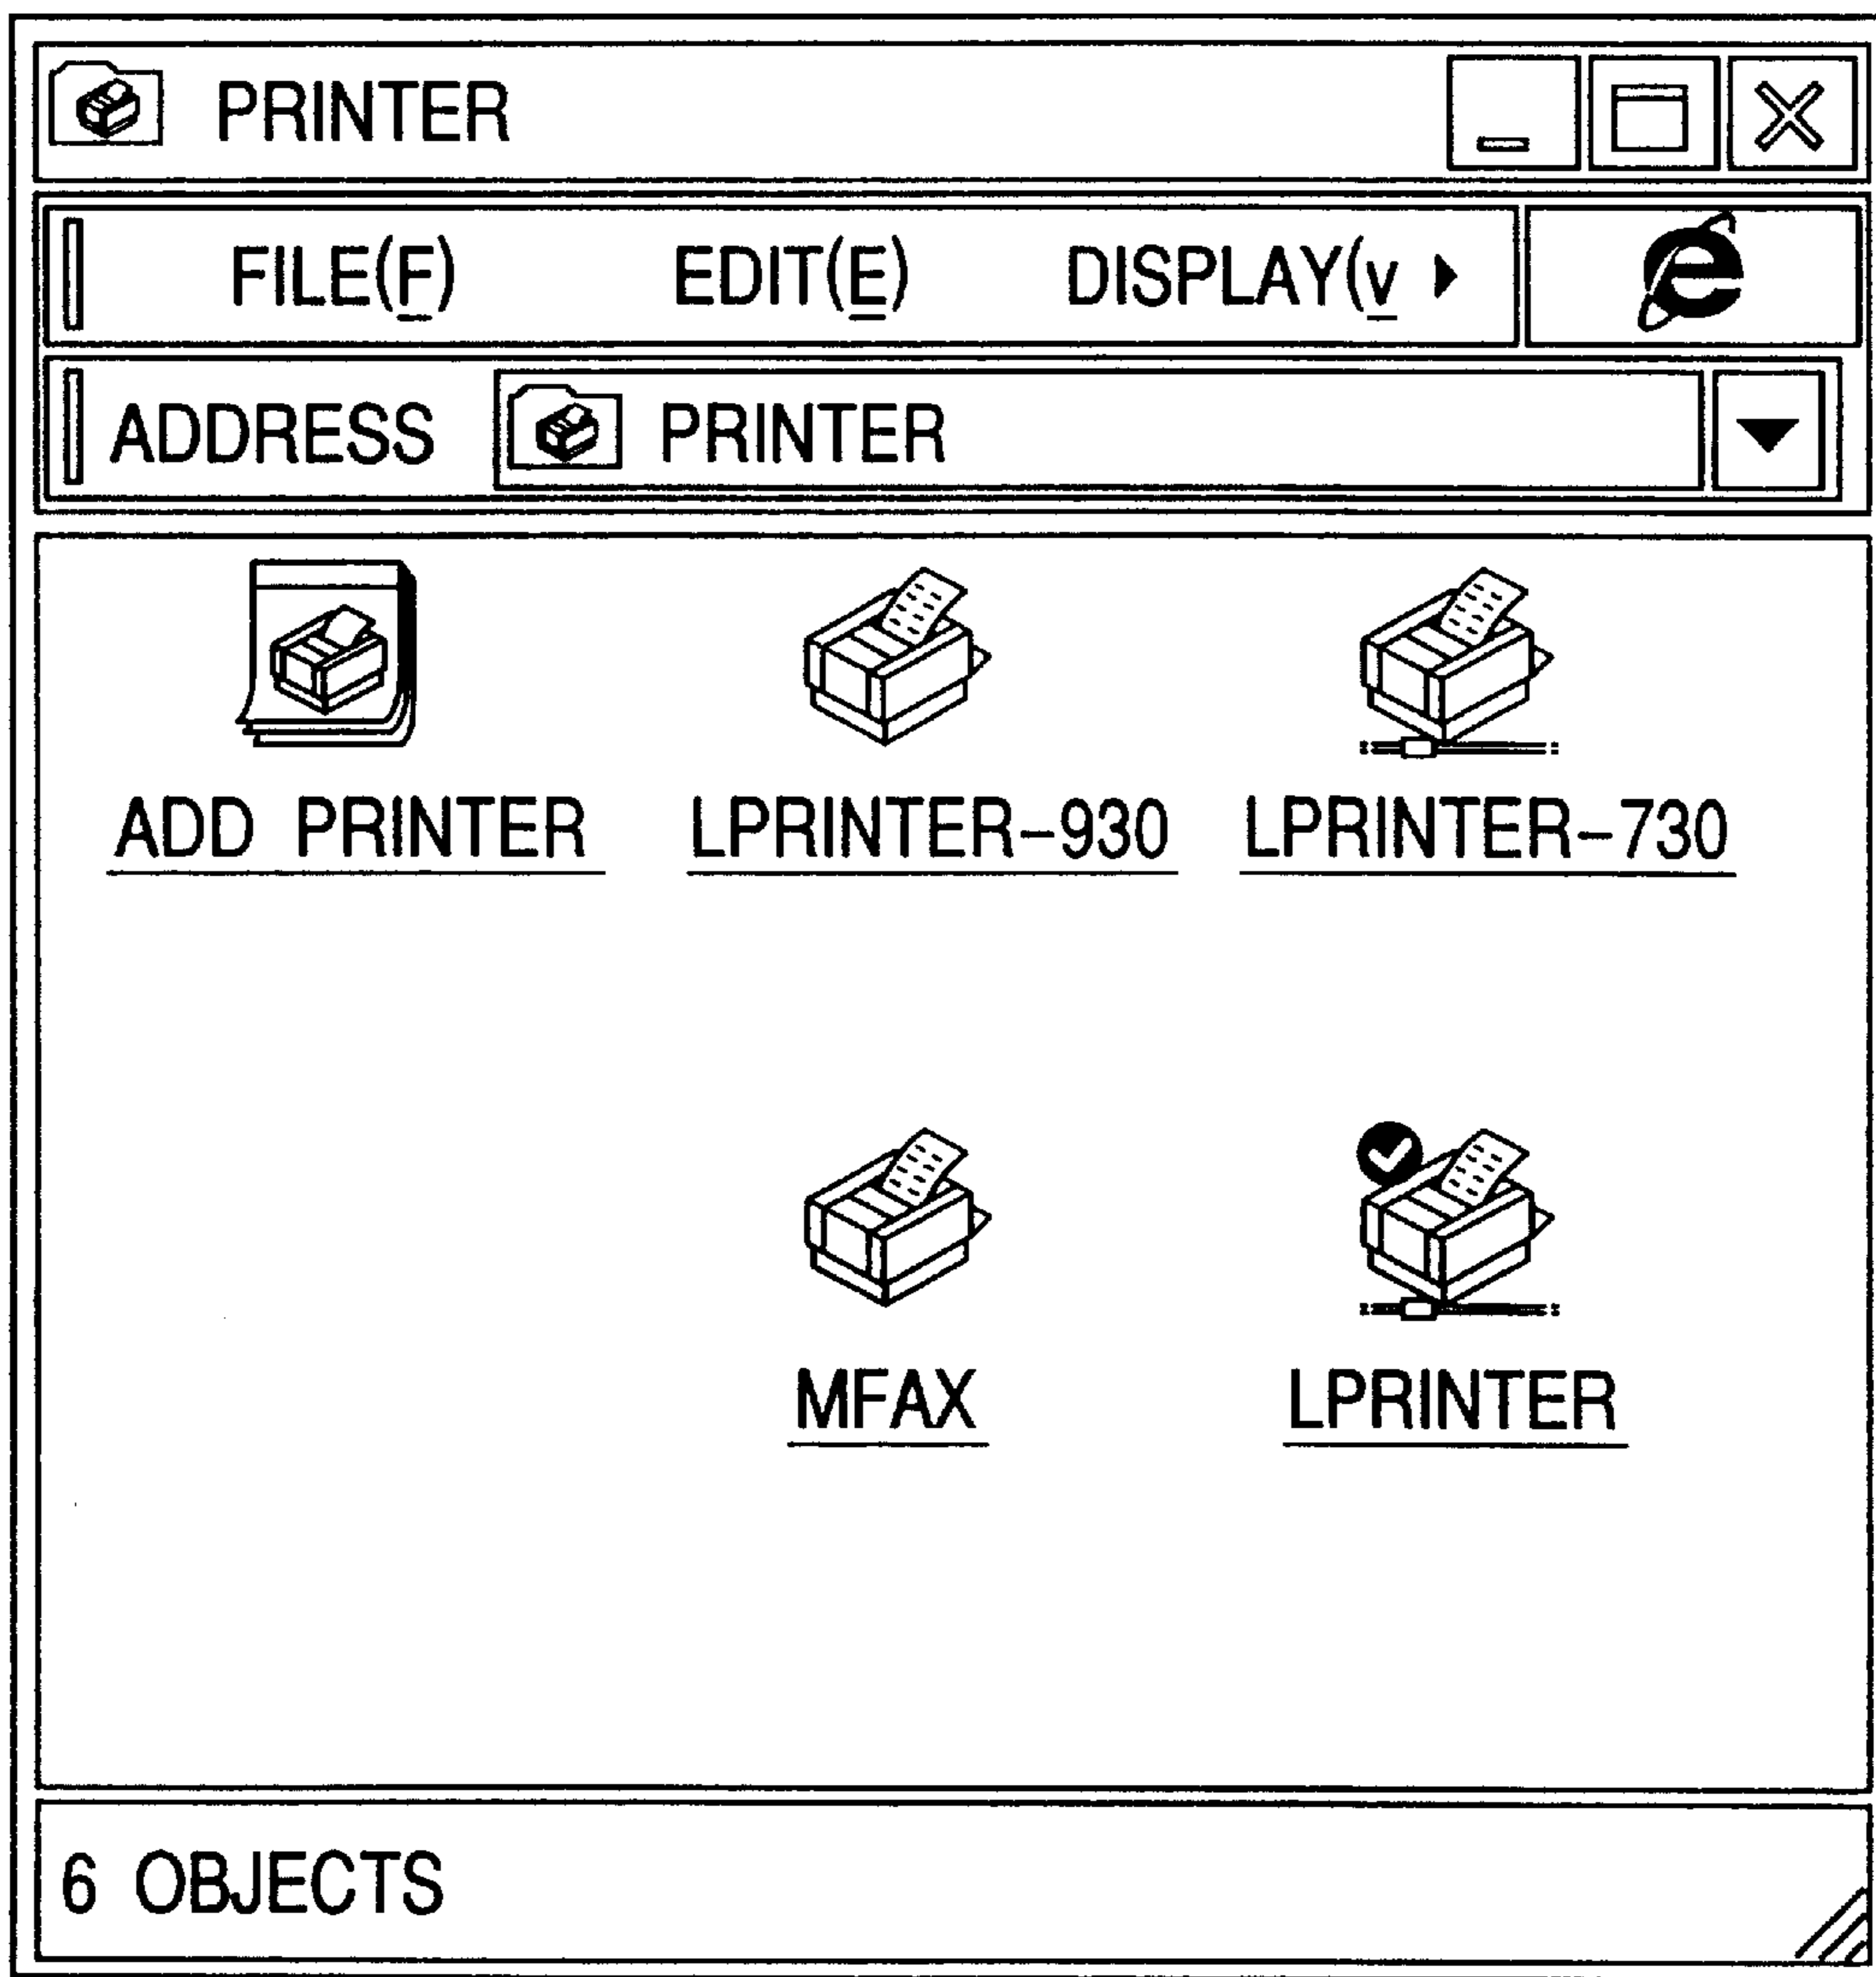 PRINTER
FILE(F) EDIT(E) DISPLAY(v
ADDRESS PRINTER
ADD PRINTER LPRINTER-930 LPRINTER-730
MFAX LPRINTER
6 OBJECTS